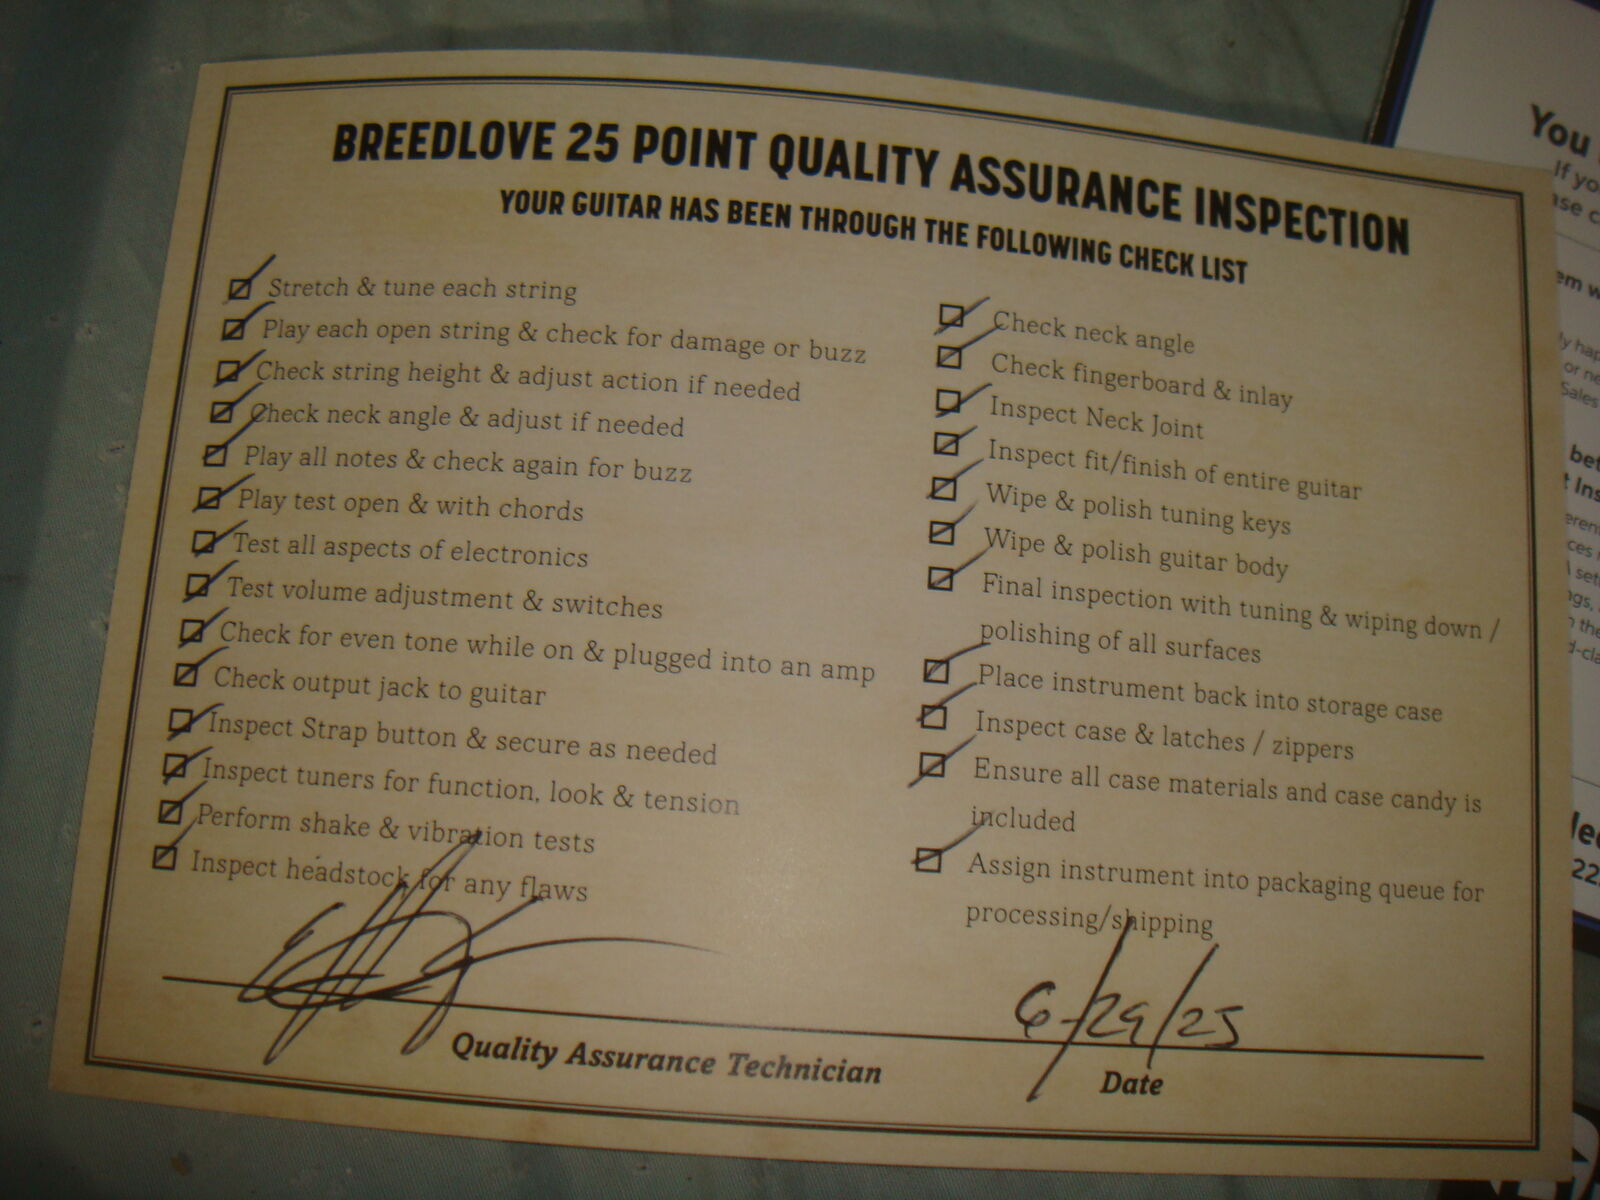 BREEDLOVE 25 POINT QUALITY ASSURANCE INSPECTION
YOUR GUITAR HAS BEEN THROUGH THE FOLLOWING CHECK LIST
Stretch & tune each string
Play each open string & check for damage or buzz
Check string height & adjust action if needed
Check neck angle & adjust if needed
Play all notes & check again for buzz
Play test open & with chords
Test all aspects of electronics
Test volume adjustment & switches
Check for even tone while on & plugged into an amp
Check output jack to guitar
Inspect Strap button & secure as needed
Inspect tuners for function, look & tension
Perform shake & vibration tests
Inspect headstock for any flaws
Check neck angle
Check fingerboard & inlay
Inspect Neck Joint
Inspect fit/finish of entire guitar
Wipe & polish tuning keys
Wipe & polish guitar body
Final inspection with tuning & wiping down /
polishing of all surfaces
Place instrument back into storage case
Inspect case & latches / zippers
Ensure all case materials and case candy is
included
Assign instrument into packaging queue for
processing/shipping
6/29/25
Quality Assurance Technician
Date
You
If